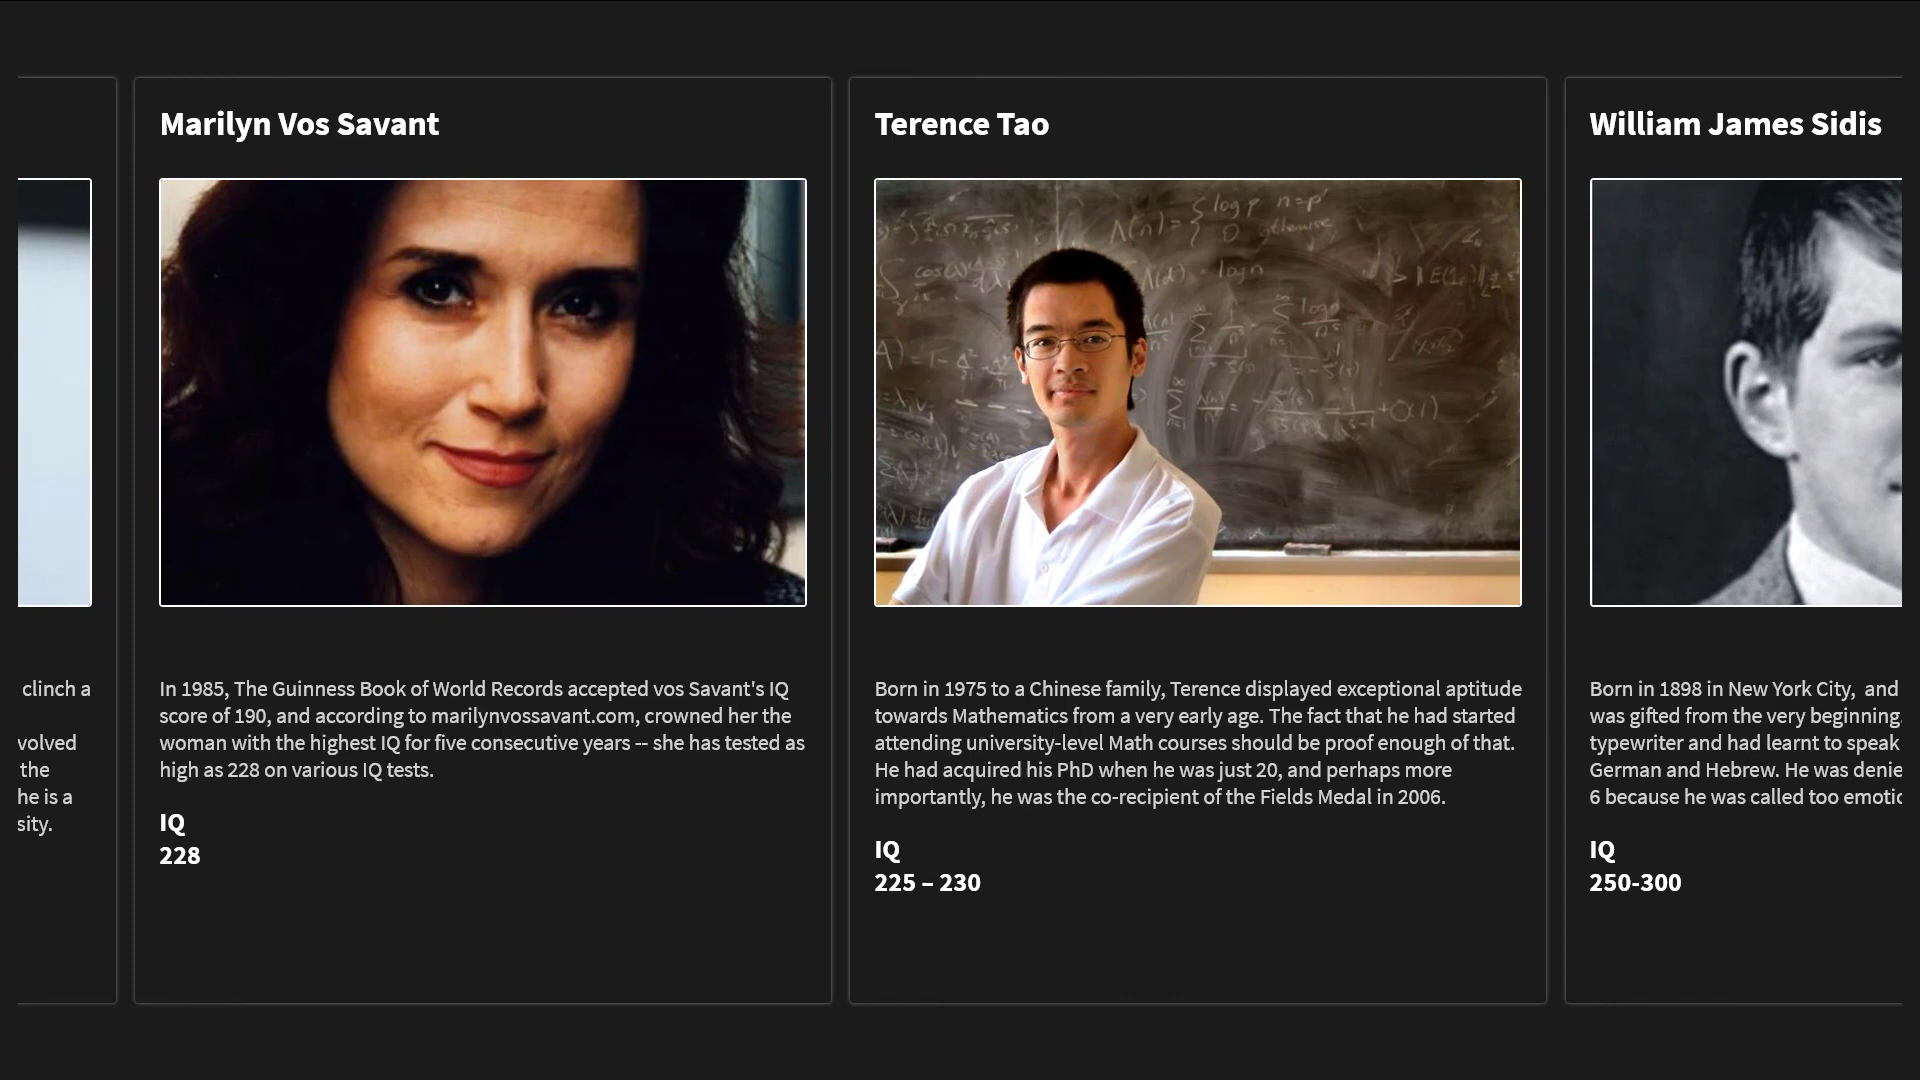 clinch a
volved
the
he is a
sity.
Marilyn Vos Savant
In 1985, The Guinness Book of World Records accepted vos Savant's IQ
score of 190, and according to marilynvossavant.com, crowned her the
woman with the highest IQ for five consecutive years -- she has tested as
high as 228 on various IQ tests.
IQ
228
Terence Tao
Born in 1975 to a Chinese family, Terence displayed exceptional aptitude
towards Mathematics from a very early age. The fact that he had started
attending university-level Math courses should be proof enough of that.
He had acquired his PhD when he was just 20, and perhaps more
importantly, he was the co-recipient of the Fields Medal in 2006.
IQ
225 – 230
William James Sidis
Born in 1898 in New York City, and
was gifted from the very beginning.
typewriter and had learnt to speak
German and Hebrew. He was denie
6 because he was called too emotio
IQ
250-300